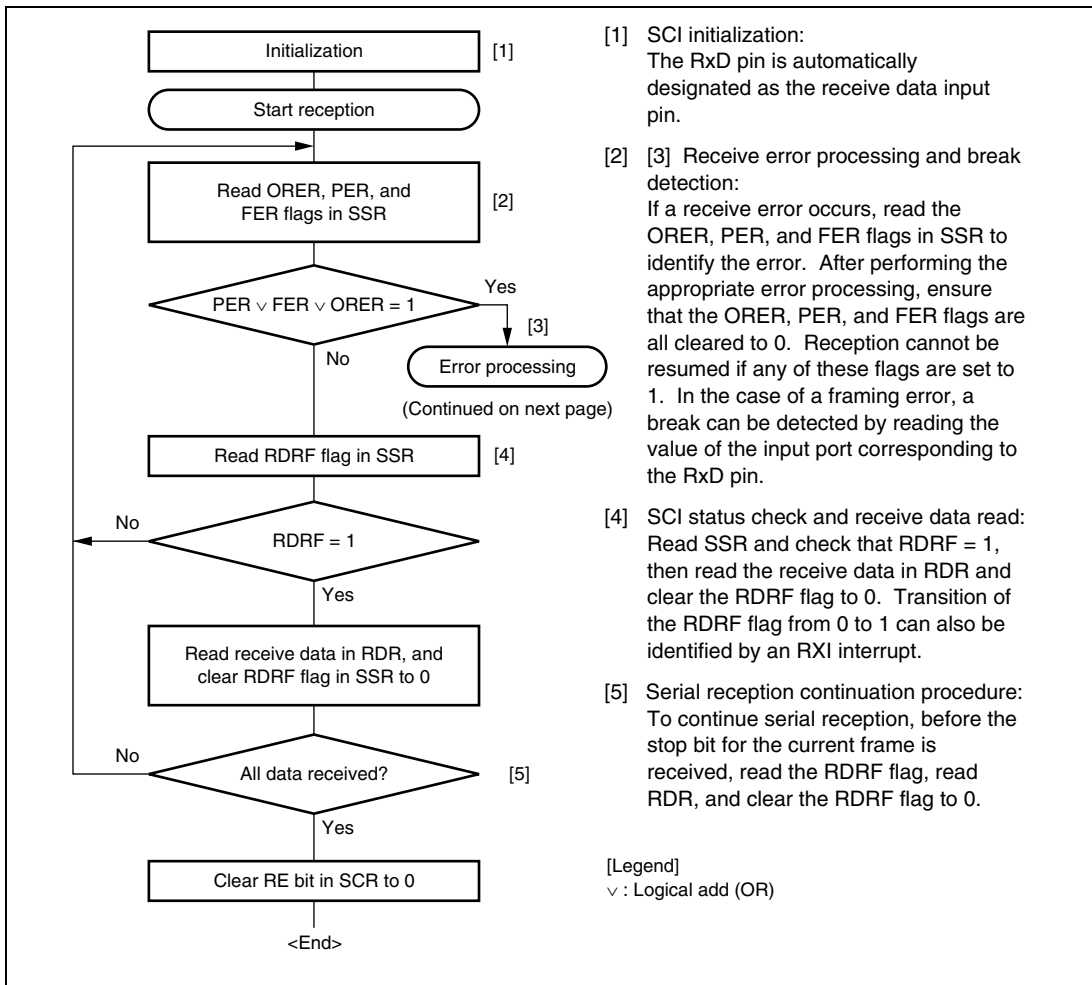 Initialization
[1]
Start reception
Read ORER, PER, and
FER flags in SSR
[2]
PER ∨ FER ∨ ORER = 1
Yes
[3]
No
Error processing
(Continued on next page)
Read RDRF flag in SSR
[4]
No
RDRF = 1
Yes
Read receive data in RDR, and
clear RDRF flag in SSR to 0
No
All data received?
[5]
Yes
Clear RE bit in SCR to 0
<End>
[1] SCI initialization:
The RxD pin is automatically
designated as the receive data input
pin.
[2] [3] Receive error processing and break
detection:
If a receive error occurs, read the
ORER, PER, and FER flags in SSR to
identify the error. After performing the
appropriate error processing, ensure
that the ORER, PER, and FER flags are
all cleared to 0. Reception cannot be
resumed if any of these flags are set to
1. In the case of a framing error, a
break can be detected by reading the
value of the input port corresponding to
the RxD pin.
[4] SCI status check and receive data read:
Read SSR and check that RDRF = 1,
then read the receive data in RDR and
clear the RDRF flag to 0. Transition of
the RDRF flag from 0 to 1 can also be
identified by an RXI interrupt.
[5] Serial reception continuation procedure:
To continue serial reception, before the
stop bit for the current frame is
received, read the RDRF flag, read
RDR, and clear the RDRF flag to 0.
[Legend]
∨ : Logical add (OR)